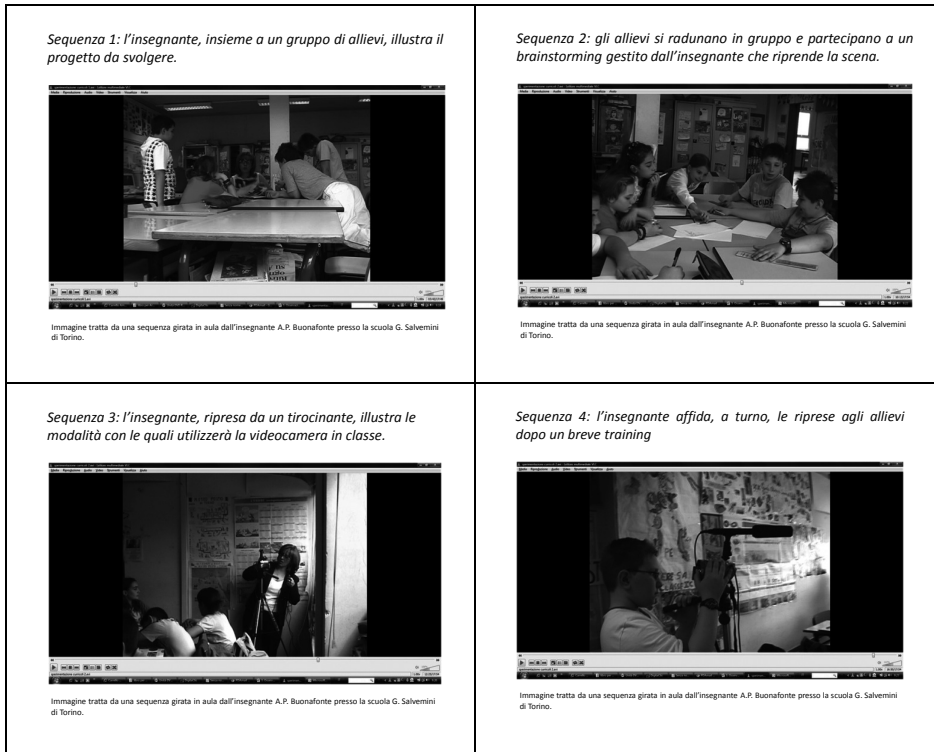 Sequenza 1: l'insegnante, insieme a un gruppo di allievi, illustra il
progetto da svolgere.
Immagine tratta da una sequenza girata in aula dall'insegnante A.P. Buonafonte presso la scuola G. Salvemini
di Torino.
Sequenza 2: gli allievi si radunano in gruppo e partecipano a un
brainstorming gestito dall'insegnante che riprende la scena.
Immagine tratta da una sequenza girata in aula dall'insegnante A.P. Buonafonte presso la scuola G. Salvemini
di Torino.
Sequenza 3: l'insegnante, ripresa da un tirocinante, illustra le
modalità con le quali utilizzerà la videocamera in classe.
Immagine tratta da una sequenza girata in aula dall'insegnante A.P. Buonafonte presso la scuola G. Salvemini
di Torino.
Sequenza 4: l'insegnante affida, a turno, le riprese agli allievi
dopo un breve training
Immagine tratta da una sequenza girata in aula dall'insegnante A.P. Buonafonte presso la scuola G. Salvemini
di Torino.